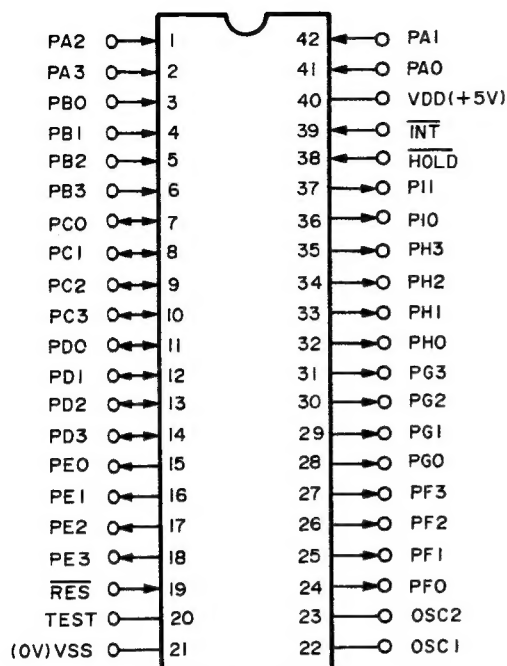 PA2 1 42 PA1
PA3 2 41 PA0
PB0 3 40 VDD(+5V)
PB1 4 39 INT
PB2 5 38 HOLD
PB3 6 37 PI1
PC0 7 36 PI0
PC1 8 35 PH3
PC2 9 34 PH2
PC3 10 33 PH1
PD0 11 32 PH0
PD1 12 31 PG3
PD2 13 30 PG2
PD3 14 29 PG1
PE0 15 28 PG0
PE1 16 27 PF3
PE2 17 26 PF2
PE3 18 25 PF1
RES 19 24 PF0
TEST 20 23 OSC2
(0V)VSS 21 22 OSC1